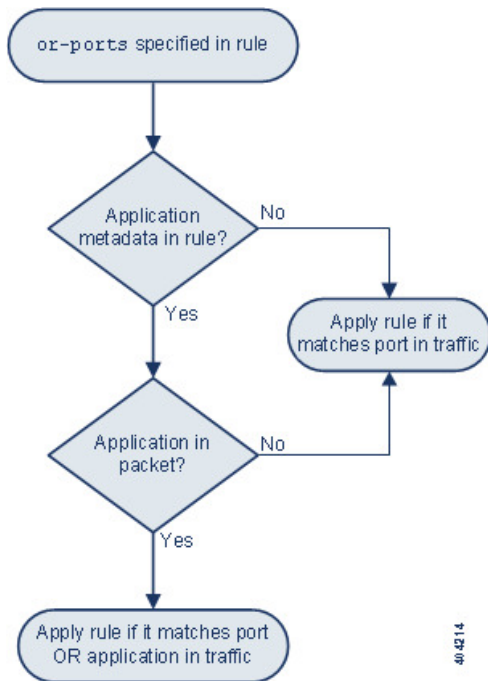 or-ports specified in rule
Application
metadata in rule?
No
Yes
Apply rule if it
matches port in traffic
Application in
packet?
No
Yes
Apply rule if it matches port
OR application in traffic
404214